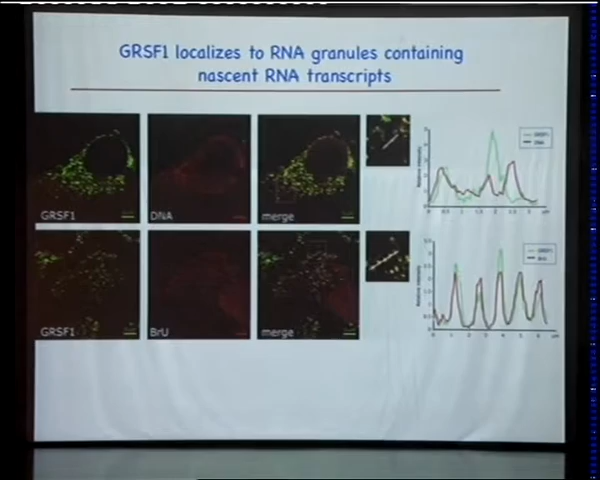 GRSF1 localizes to RNA granules containing
nascent RNA transcripts
GRSF1
DNA
merge
GRSF1
BrU
merge